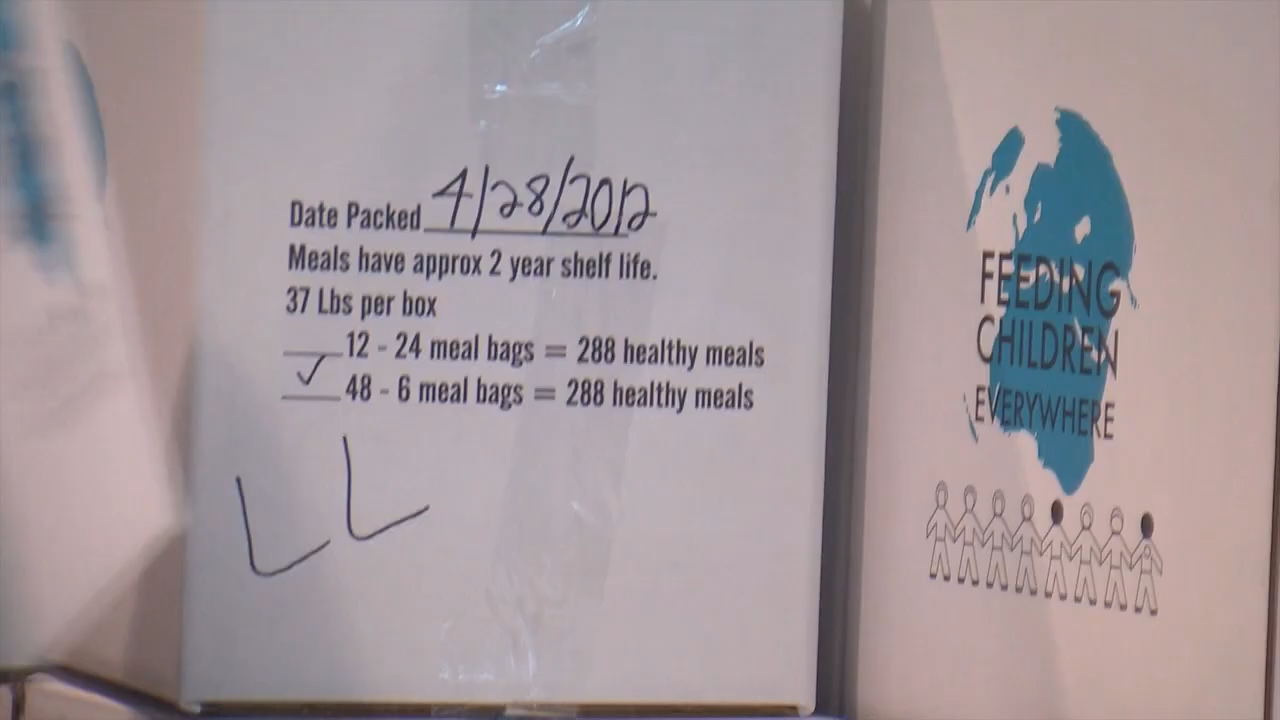 Date Packed 4/28/2012
Meals have approx 2 year shelf life.
37 Lbs per box
12 - 24 meal bags = 288 healthy meals
✓ 48 - 6 meal bags = 288 healthy meals
LL
FEEDING
CHILDREN
EVERYWHERE